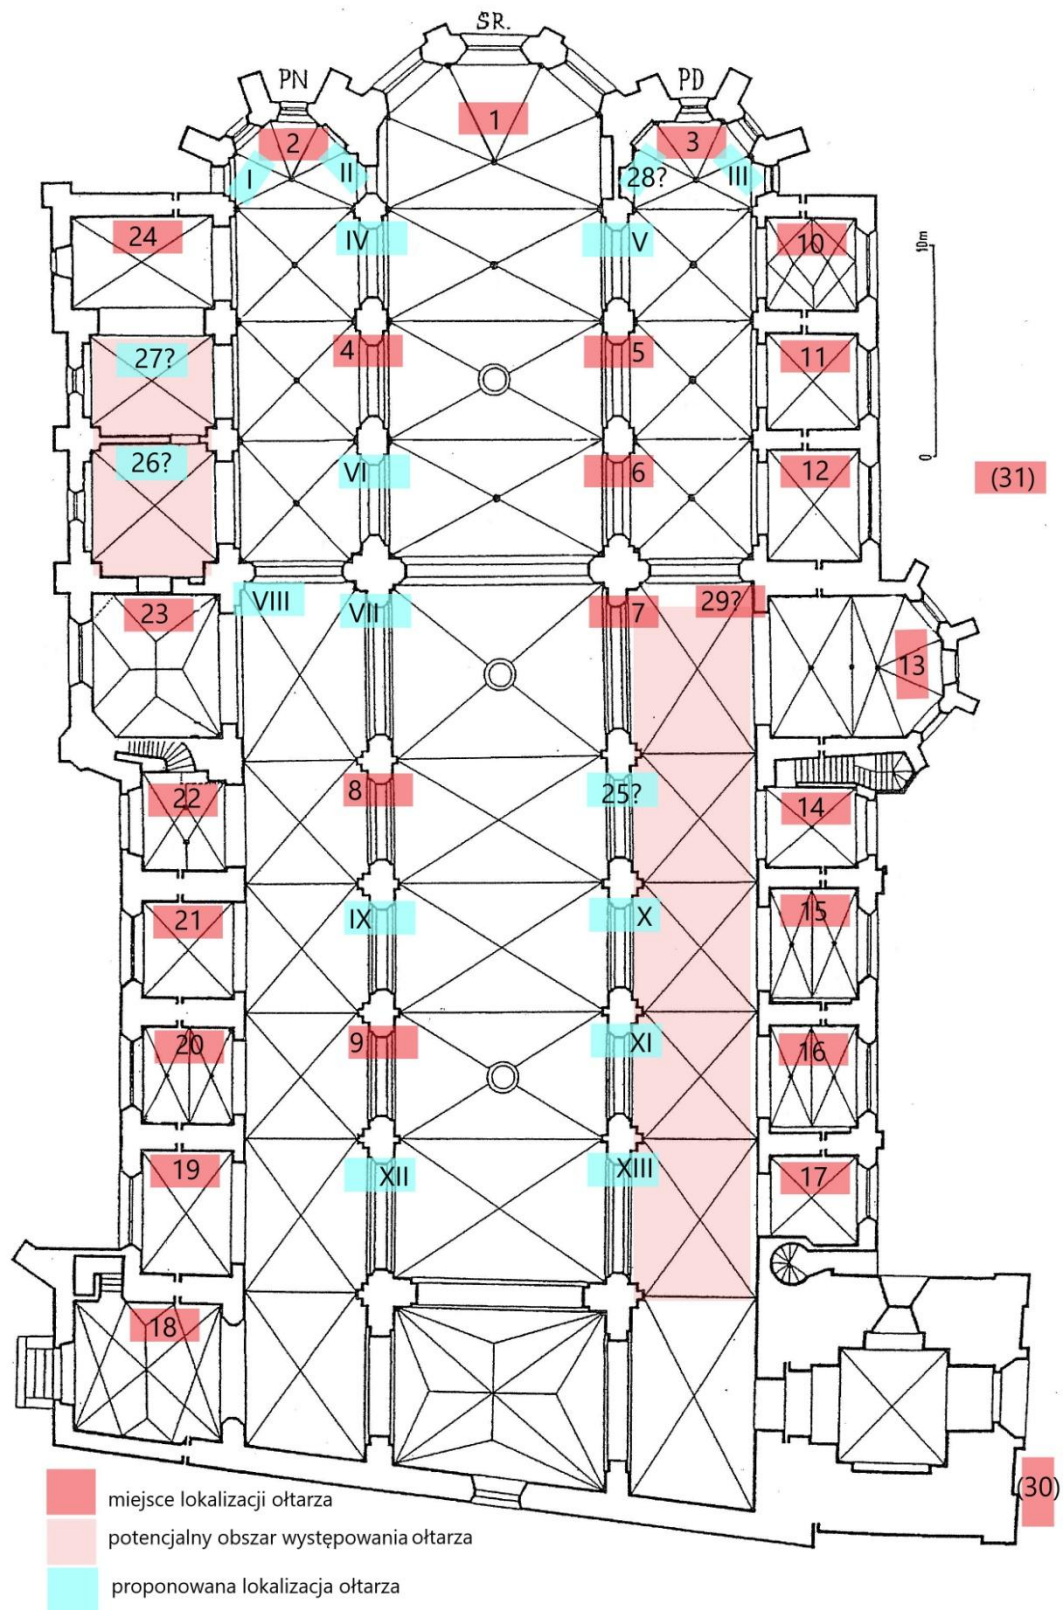 ŚR.
PN
PD
1
2
3
I
II
28?
III
24
IV
V
10
10m
27?
4
5
11
26?
VI
6
12
0
(31)
23
VIII
VII
7
29?
13
22
8
25?
14
21
IX
X
15
20
9
XI
16
19
XII
XIII
17
18
(30)
miejsce lokalizacji ołtarza
potencjalny obszar występowania ołtarza
proponowana lokalizacja ołtarza